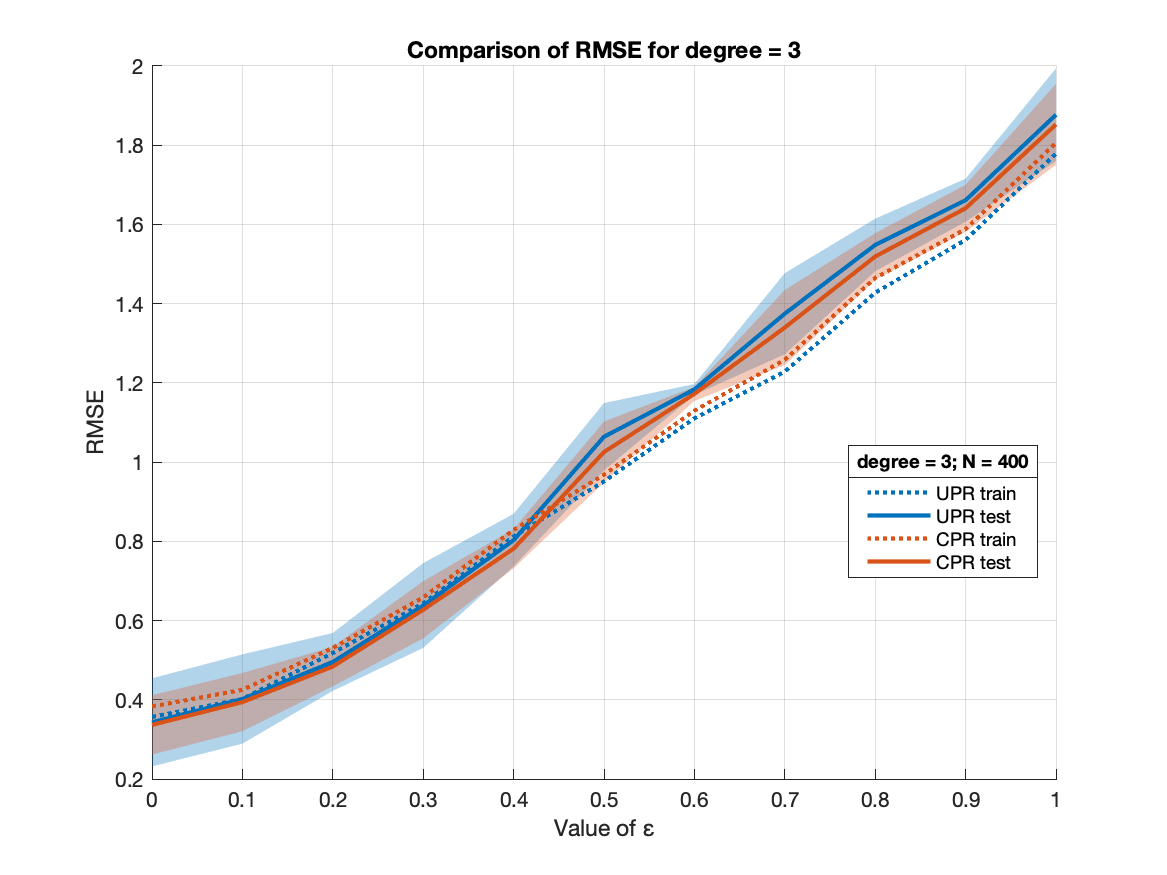 Comparison of RMSE for degree = 3
2
1.8
1.6
1.4
1.2
1
0.8
0.6
0.4
0.2
RMSE
0 0.1 0.2 0.3 0.4 0.5 0.6 0.7 0.8 0.9 1
Value of ε
degree = 3; N = 400
UPR train
UPR test
CPR train
CPR test